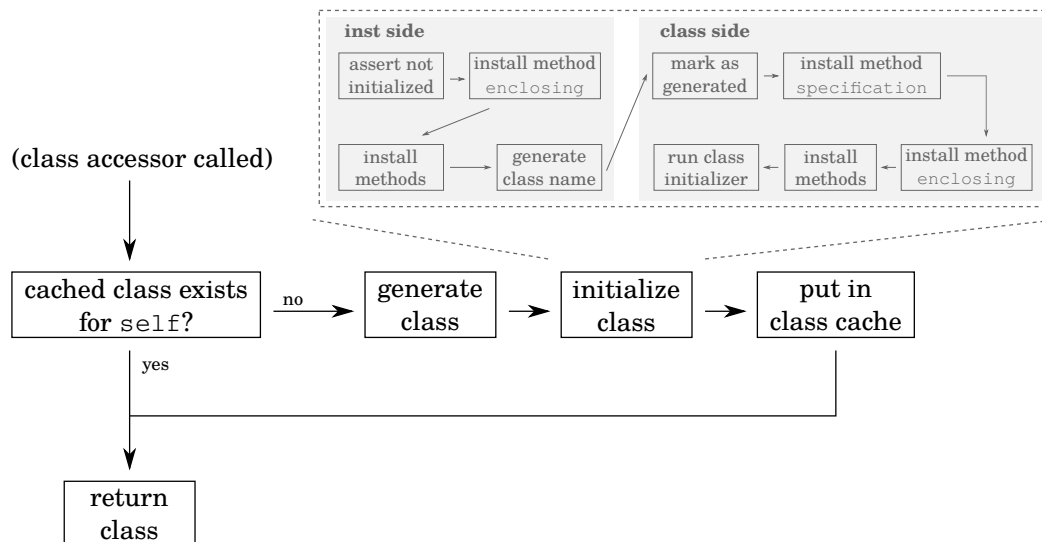 inst side
class side
assert not
initialized
install method
enclosing
mark as
generated
install method
specification
install
methods
generate
class name
run class
initializer
install
methods
install method
enclosing
(class accessor called)
cached class exists
for self?
no
generate
class
initialize
class
put in
class cache
yes
return
class